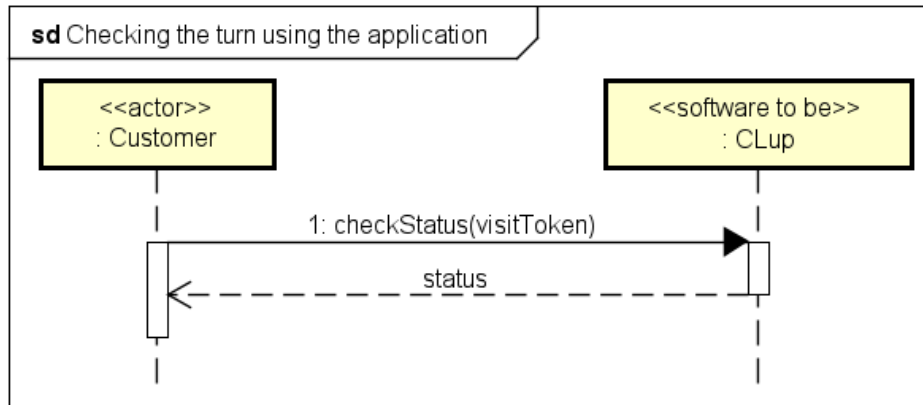 sd Checking the turn using the application
<<actor>>
: Customer
<<software to be>>
: CLup
1: checkStatus(visitToken)
status